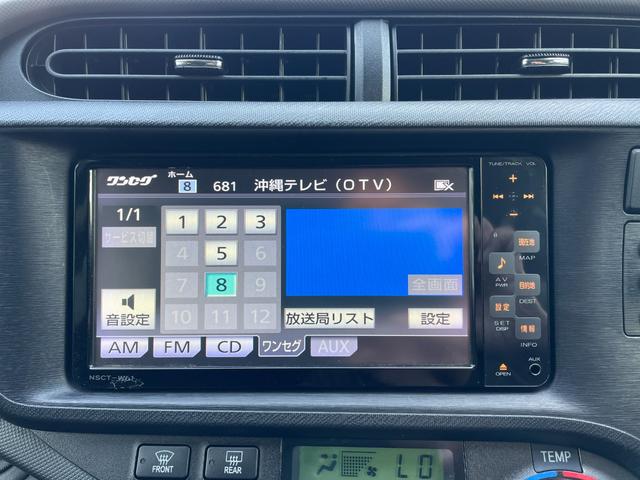 TUNE/TRACK VOL
ワンセグ ホーム 8 681 沖縄テレビ(OTV)
1/1
サービス切替
1 2 3
4 5 6
7 8 9
10 11 12
全画面
音設定
放送局リスト
設定
AM FM CD ワンセグ AUX
現在地
MAP
AV PWR
目的地
DEST
設定
SET DISP
情報
INFO
OPEN
AUX
FRONT
REAR
LO
TEMP